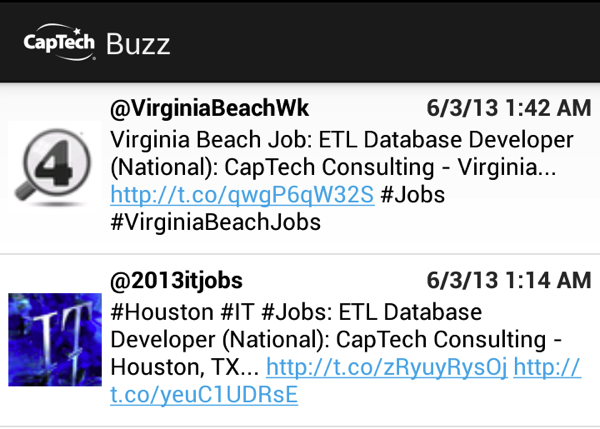 CapTech Buzz
@VirginiaBeachWk 6/3/13 1:42 AM
4
Virginia Beach Job: ETL Database Developer
(National): CapTech Consulting - Virginia...
http://t.co/qwgP6qW32S #Jobs
#VirginiaBeachJobs
@2013itjobs 6/3/13 1:14 AM
IT
#Houston #IT #Jobs: ETL Database
Developer (National): CapTech Consulting -
Houston, TX... http://t.co/zRyuyRysOj http://
t.co/yeuC1UDRsE